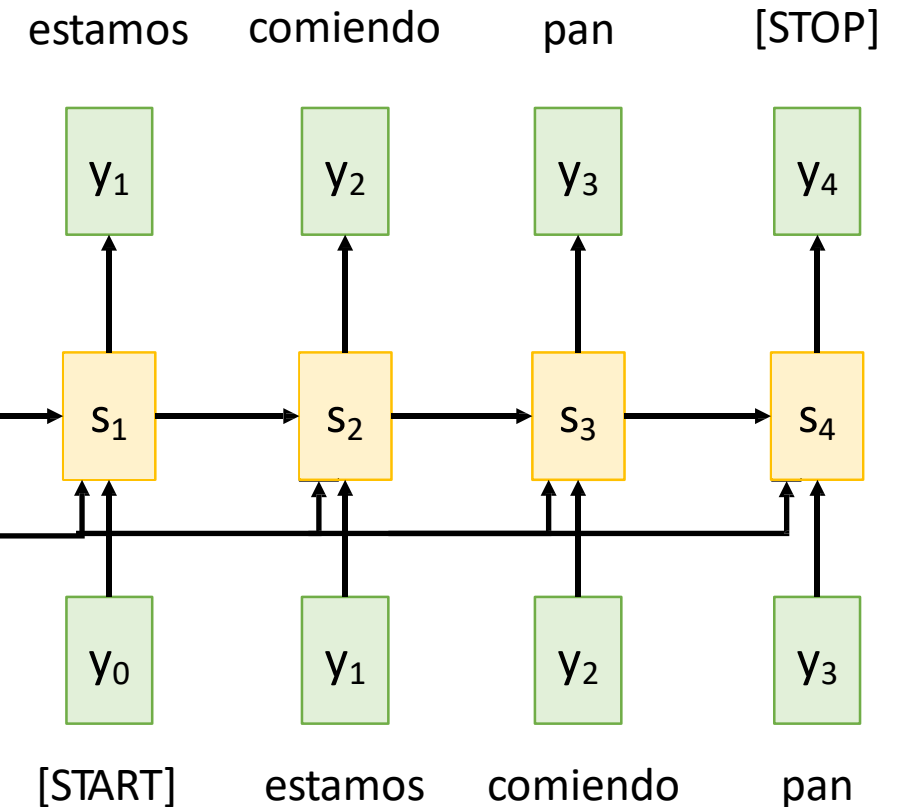 estamos comiendo pan [STOP]
y₁ y₂ y₃ y₄
s₁ s₂ s₃ s₄
y₀ y₁ y₂ y₃
[START] estamos comiendo pan